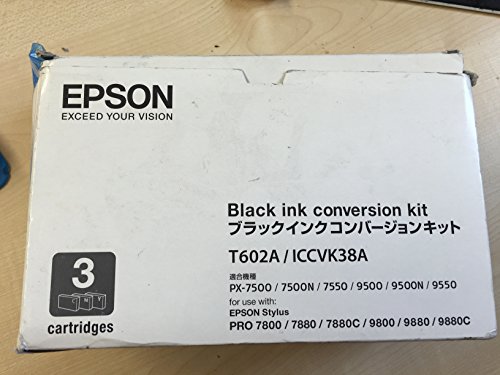 EPSON
EXCEED YOUR VISION
Black ink conversion kit
ブラックインクコンバージョンキット
T602A / ICCVK38A
適合機種
PX-7500 / 7500N / 7550 / 9500 / 9500N / 9550
for use with:
EPSON Stylus
PRO 7800 / 7880 / 7880C / 9800 / 9880 / 9880C
3
C M Y
cartridges